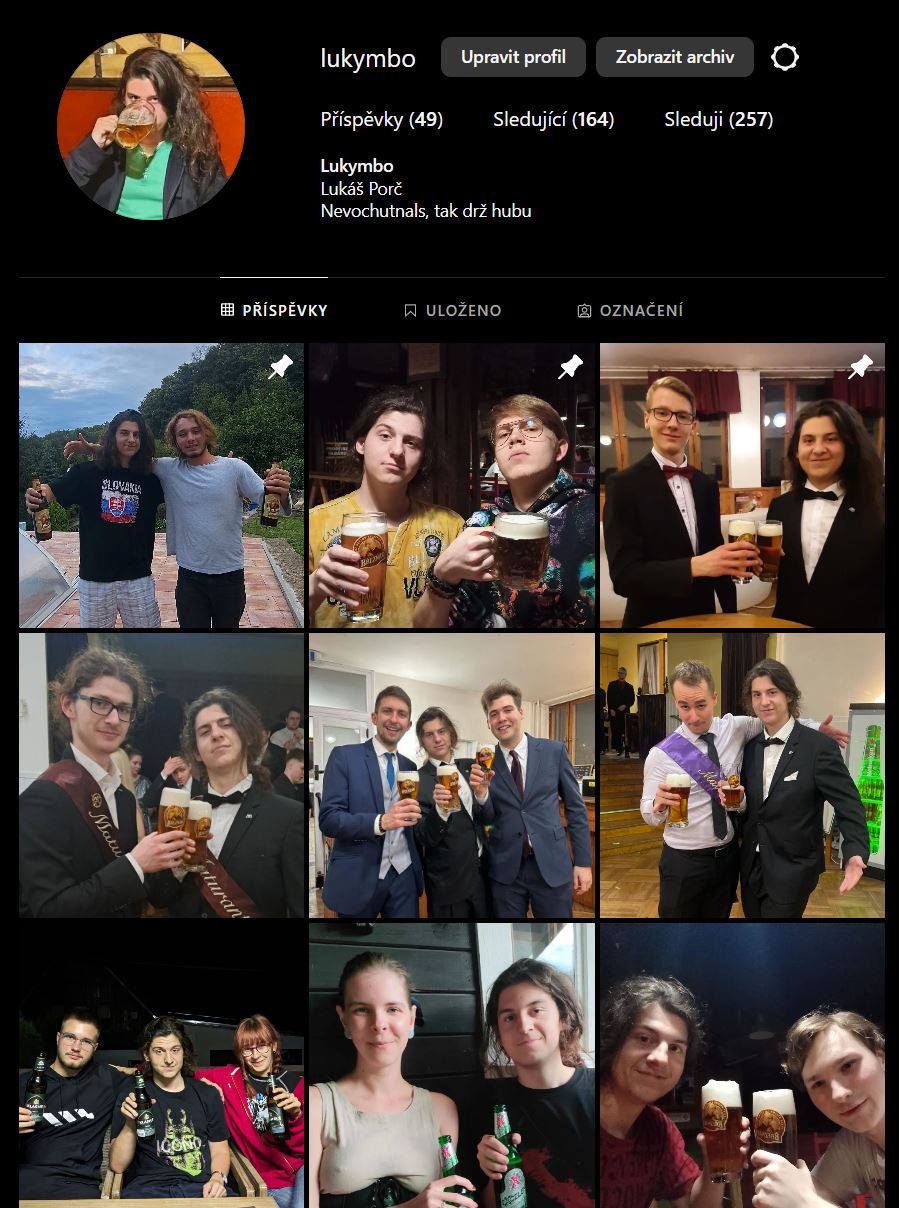 lukymbo
Upravit profil
Zobrazit archiv
Příspěvky (49)
Sledující (164)
Sleduji (257)
Lukymbo
Lukáš Porč
Nevochutnals, tak drž hubu
PŘÍSPĚVKY
ULOŽENO
OZNAČENÍ
SLOVAKIA